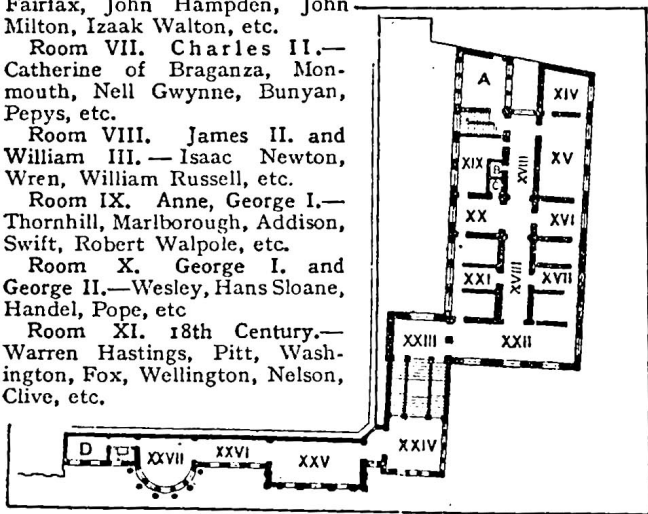 Fairfax, John Hampden, John
Milton, Izaak Walton, etc.
Room VII. Charles II.—
Catherine of Braganza, Mon-
mouth, Nell Gwynne, Bunyan,
Pepys, etc.
Room VIII. James II. and
William III. — Isaac Newton,
Wren, William Russell, etc.
Room IX. Anne, George I.—
Thornhill, Marlborough, Addison,
Swift, Robert Walpole, etc.
Room X. George I. and
George II.—Wesley, Hans Sloane,
Handel, Pope, etc
Room XI. 18th Century.—
Warren Hastings, Pitt, Wash-
ington, Fox, Wellington, Nelson,
Clive, etc.
A
XIV
XVIII
XV
XIX
B
C
XX
XVI
XVIII
XXI
XVII
XXIII
XXII
XXIV
D
XXVII
XXVI
XXV